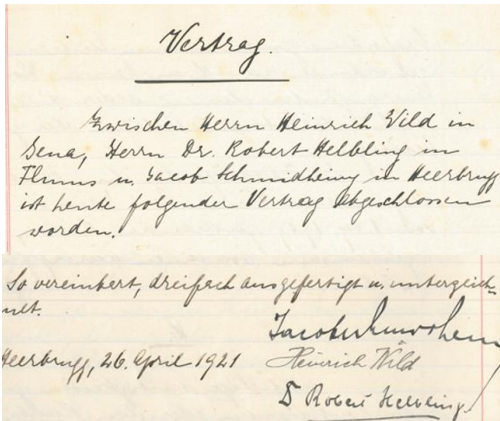 Vertrag.
Zwischen Herrn Heinrich Wild in
Jena, Herrn Dr. Robert Helbling in
Flums u. Jacob Schmidheiny in Heerbrugg
ist heute folgender Vertrag abgeschlossen
worden.
So vereinbart, dreifach ausgefertigt u. unterzeich-
net.
Jacob Schmidheiny
Heerbrugg, 26. April 1921
Heinrich Wild
Dr Robert Helbling